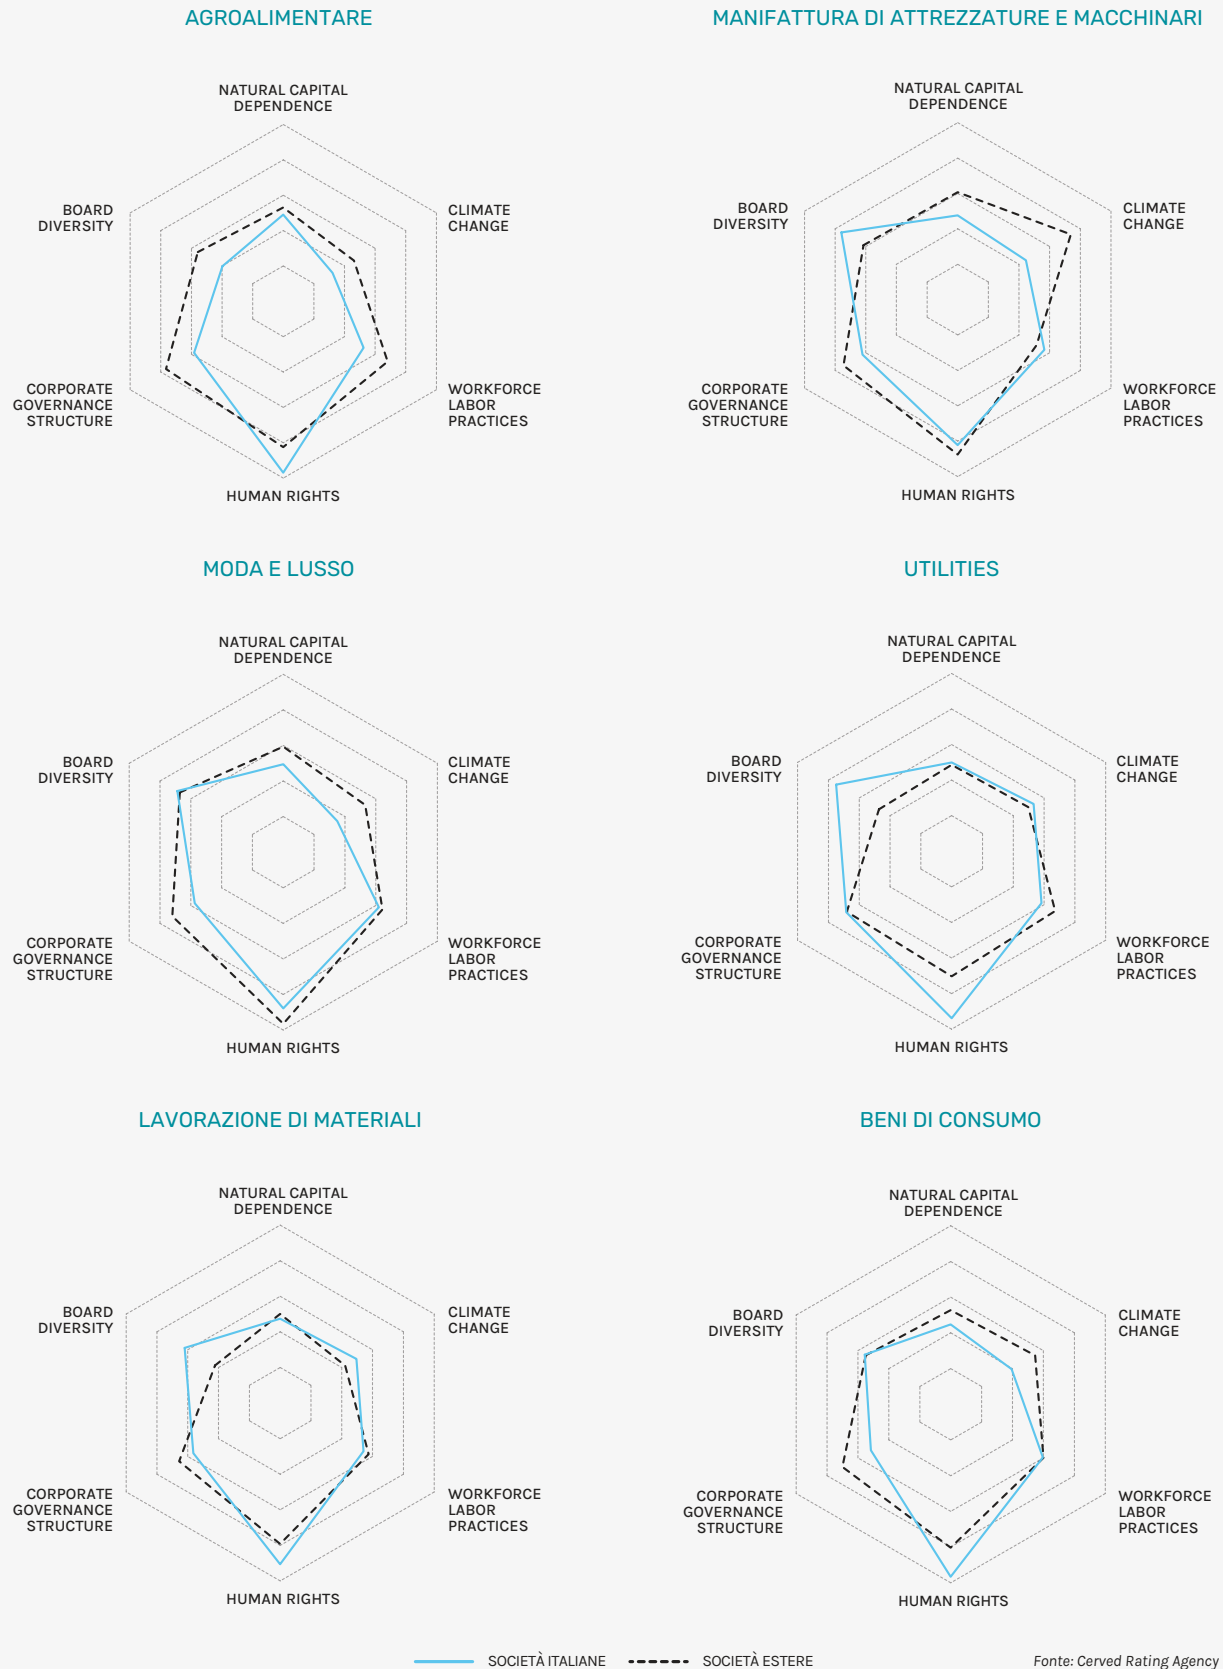 AGROALIMENTARE
NATURAL CAPITAL
DEPENDENCE
CLIMATE
CHANGE
WORKFORCE
LABOR
PRACTICES
HUMAN RIGHTS
CORPORATE
GOVERNANCE
STRUCTURE
BOARD
DIVERSITY
MANIFATTURA DI ATTREZZATURE E MACCHINARI
NATURAL CAPITAL
DEPENDENCE
CLIMATE
CHANGE
WORKFORCE
LABOR
PRACTICES
HUMAN RIGHTS
CORPORATE
GOVERNANCE
STRUCTURE
BOARD
DIVERSITY
MODA E LUSSO
NATURAL CAPITAL
DEPENDENCE
CLIMATE
CHANGE
WORKFORCE
LABOR
PRACTICES
HUMAN RIGHTS
CORPORATE
GOVERNANCE
STRUCTURE
BOARD
DIVERSITY
UTILITIES
NATURAL CAPITAL
DEPENDENCE
CLIMATE
CHANGE
WORKFORCE
LABOR
PRACTICES
HUMAN RIGHTS
CORPORATE
GOVERNANCE
STRUCTURE
BOARD
DIVERSITY
LAVORAZIONE DI MATERIALI
NATURAL CAPITAL
DEPENDENCE
CLIMATE
CHANGE
WORKFORCE
LABOR
PRACTICES
HUMAN RIGHTS
CORPORATE
GOVERNANCE
STRUCTURE
BOARD
DIVERSITY
BENI DI CONSUMO
NATURAL CAPITAL
DEPENDENCE
CLIMATE
CHANGE
WORKFORCE
LABOR
PRACTICES
HUMAN RIGHTS
CORPORATE
GOVERNANCE
STRUCTURE
BOARD
DIVERSITY
SOCIETÀ ITALIANE
SOCIETÀ ESTERE
Fonte: Cerved Rating Agency